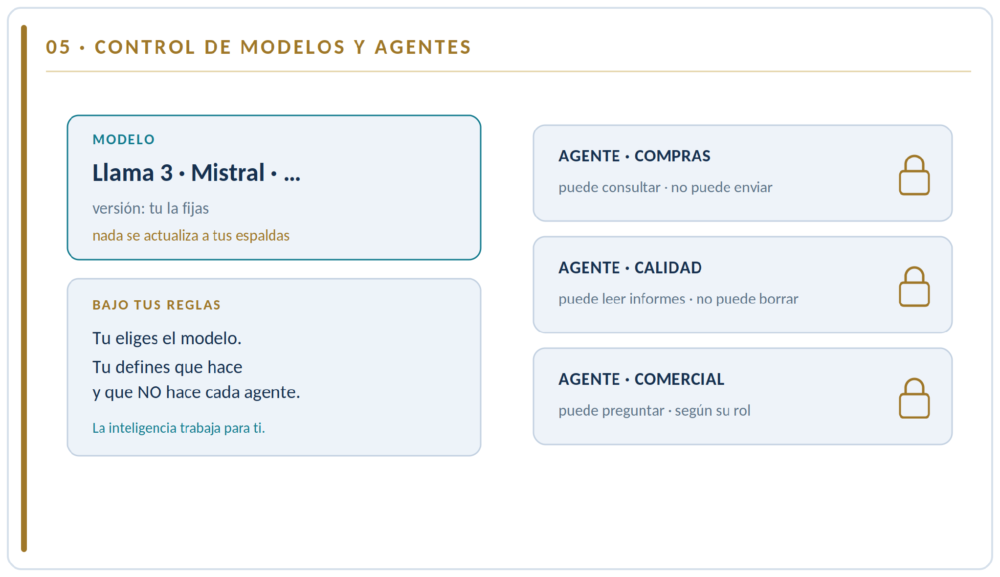 05 · CONTROL DE MODELOS Y AGENTES
MODELO
Llama 3 · Mistral · ...
versión: tu la fijas
nada se actualiza a tus espaldas
BAJO TUS REGLAS
Tu eliges el modelo.
Tu defines que hace
y que NO hace cada agente.
La inteligencia trabaja para ti.
AGENTE · COMPRAS
puede consultar · no puede enviar
AGENTE · CALIDAD
puede leer informes · no puede borrar
AGENTE · COMERCIAL
puede preguntar · según su rol